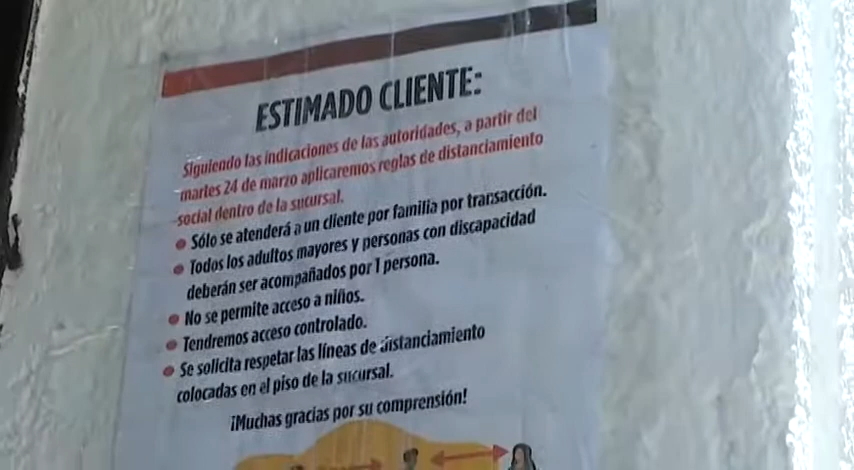 ESTIMADO CLIENTE:
Siguiendo las indicaciones de las autoridades, a partir del
martes 24 de marzo aplicaremos reglas de distanciamiento
social dentro de la sucursal.
Sólo se atenderá a un cliente por familia por transacción.
Todos los adultos mayores y personas con discapacidad
deberán ser acompañados por 1 persona.
No se permite acceso a niños.
Tendremos acceso controlado.
Se solicita respetar las líneas de distanciamiento
colocadas en el piso de la sucursal.
¡Muchas gracias por su comprensión!